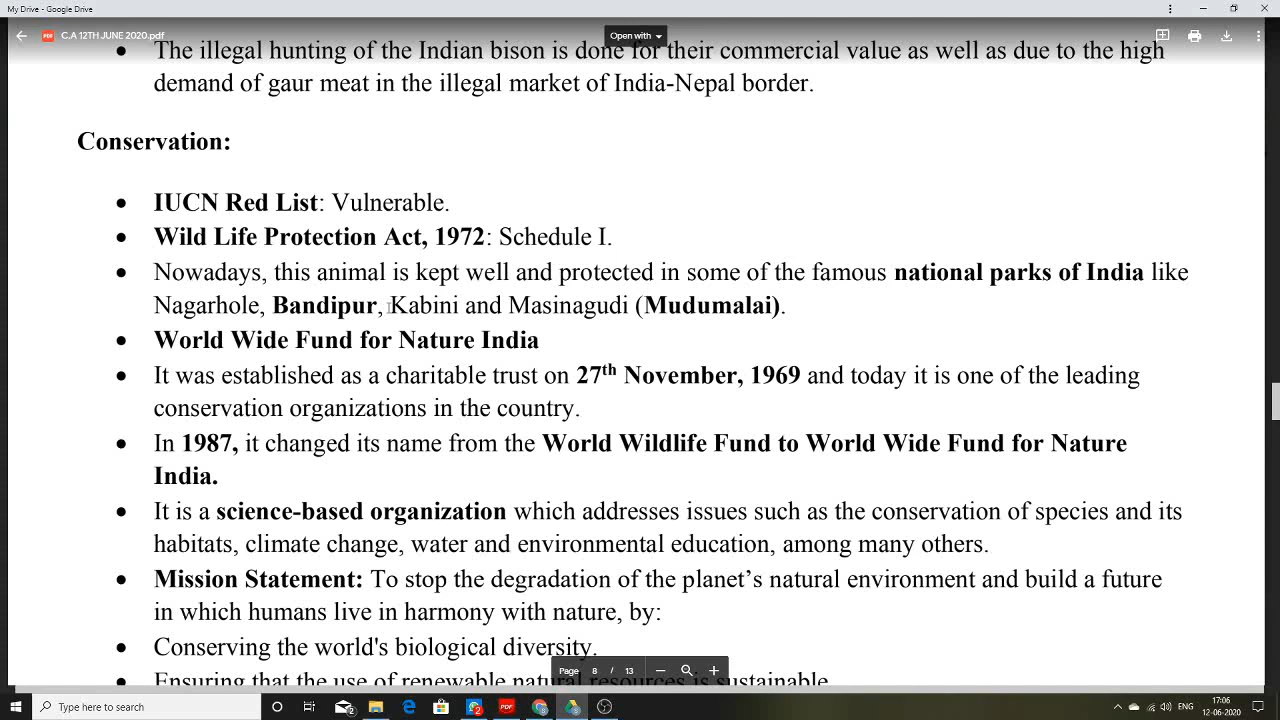 My Drive - Google Drive
C.A 12TH JUNE 2020.pdf
Open with
• The illegal hunting of the Indian bison is done for their commercial value as well as due to the high
demand of gaur meat in the illegal market of India-Nepal border.
Conservation:
• IUCN Red List: Vulnerable.
• Wild Life Protection Act, 1972: Schedule I.
• Nowadays, this animal is kept well and protected in some of the famous national parks of India like
Nagarhole, Bandipur, Kabini and Masinagudi (Mudumalai).
• World Wide Fund for Nature India
• It was established as a charitable trust on 27th November, 1969 and today it is one of the leading
conservation organizations in the country.
• In 1987, it changed its name from the World Wildlife Fund to World Wide Fund for Nature
India.
• It is a science-based organization which addresses issues such as the conservation of species and its
habitats, climate change, water and environmental education, among many others.
• Mission Statement: To stop the degradation of the planet’s natural environment and build a future
in which humans live in harmony with nature, by:
• Conserving the world's biological diversity.
Page 8 / 13
• Ensuring that the use of renewable natural resources is sustainable
Type here to search
2
2
PDF
ENG
17:06
12-06-2020